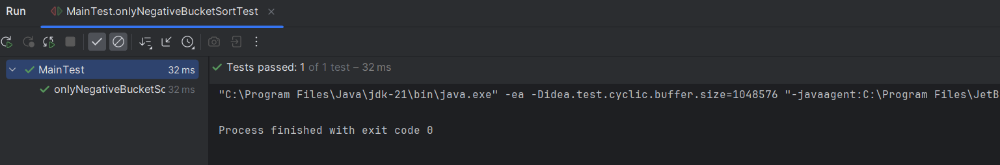 Run MainTest.onlyNegativeBucketSortTest
MainTest 32 ms
onlyNegativeBucketSc 32 ms
Tests passed: 1 of 1 test – 32 ms
"C:\Program Files\Java\jdk-21\bin\java.exe" -ea -Didea.test.cyclic.buffer.size=1048576 "-javaagent:C:\Program Files\JetB
Process finished with exit code 0